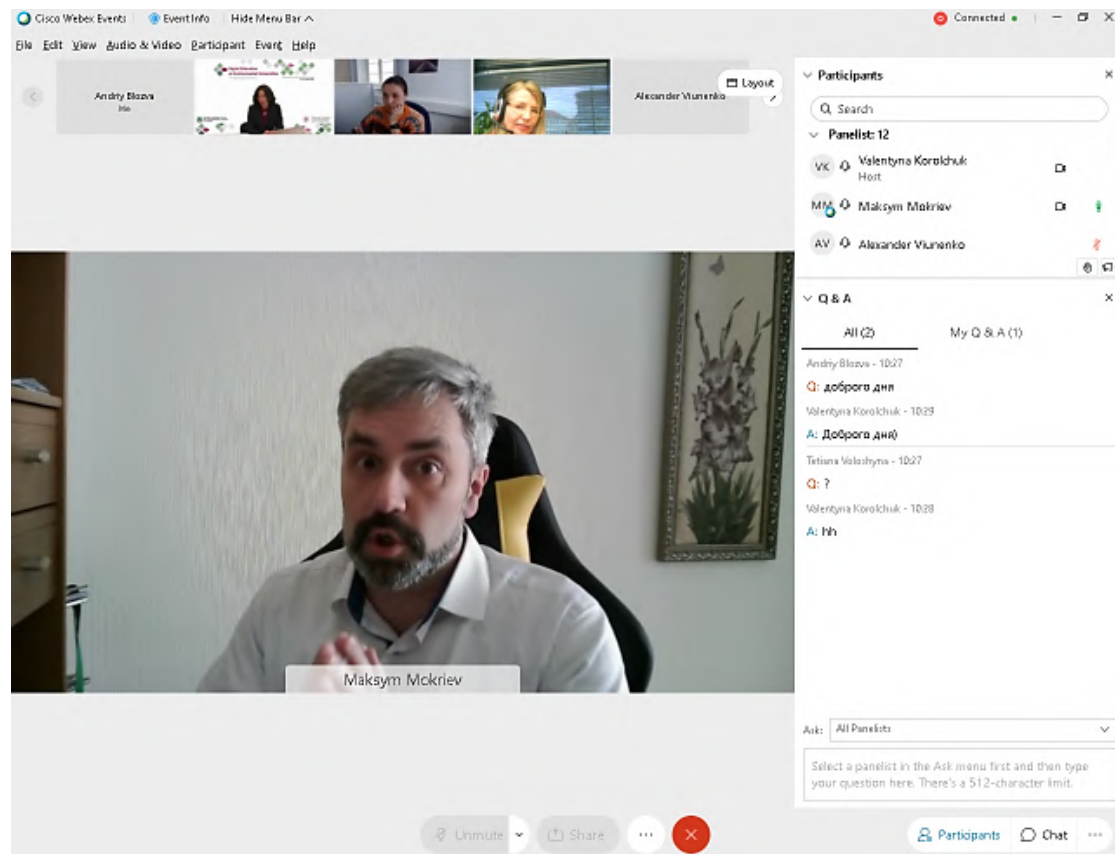 Cisco Webex Events Event Info Hide Menu Bar Connected
File Edit View Audio & Video Participant Event Help
Andriy Blozva
Me
Alexander Viunenko
Layout
Maksym Mokriev
Participants
Search
Panelist: 12
VK Valentyna Korolchuk
Host
MM Maksym Mokriev
AV Alexander Viunenko
Q & A
All (2) My Q & A (1)
Andriy Blozva - 10:27
Q: доброго дня
Valentyna Korolchuk - 10:29
A: Доброго дня)
Tetiana Voloshyna - 10:27
Q: ?
Valentyna Korolchuk - 10:28
A: hh
Ask: All Panelists
Select a panelist in the Ask menu first and then type
your question here. There's a 512-character limit.
Unmute Share
Participants Chat